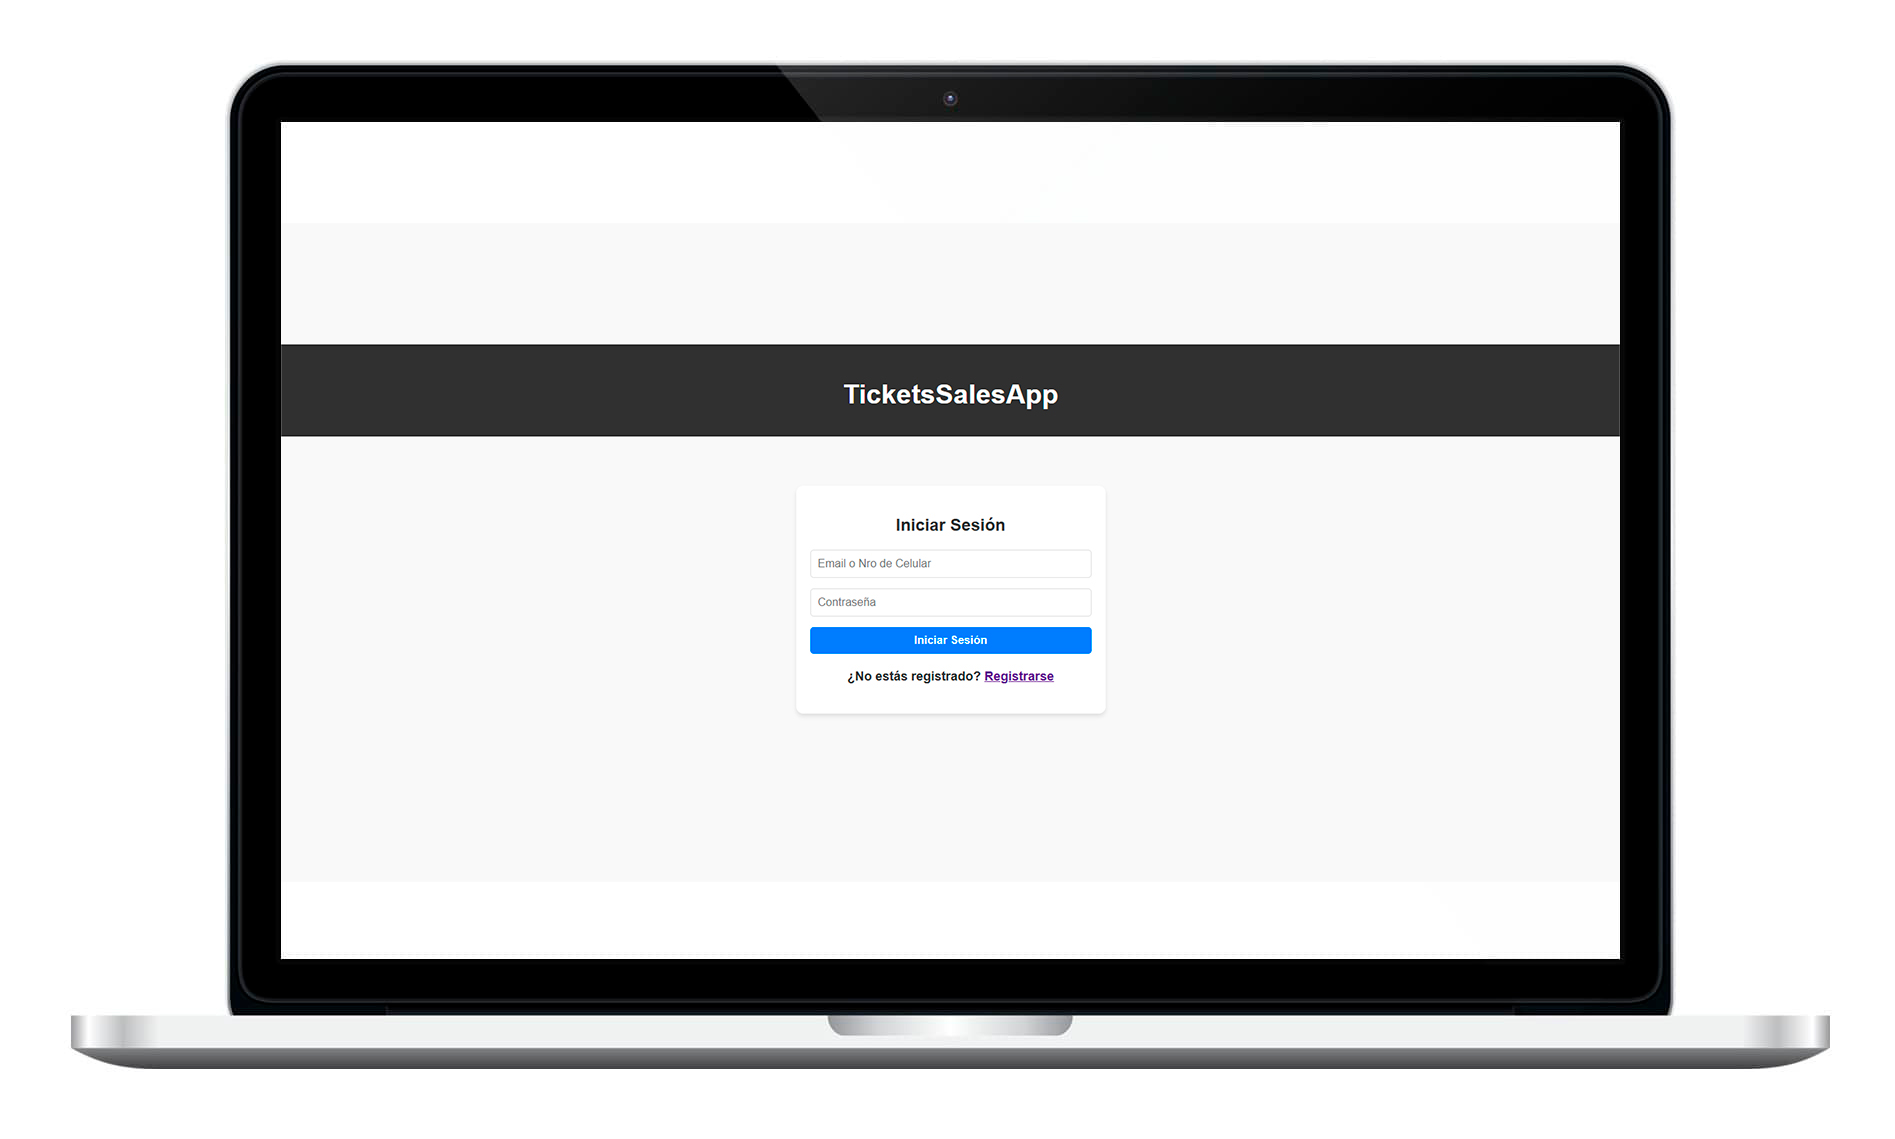 TicketsSalesApp
Iniciar Sesión
Email o Nro de Celular
Contraseña
Iniciar Sesión
¿No estás registrado? Registrarse